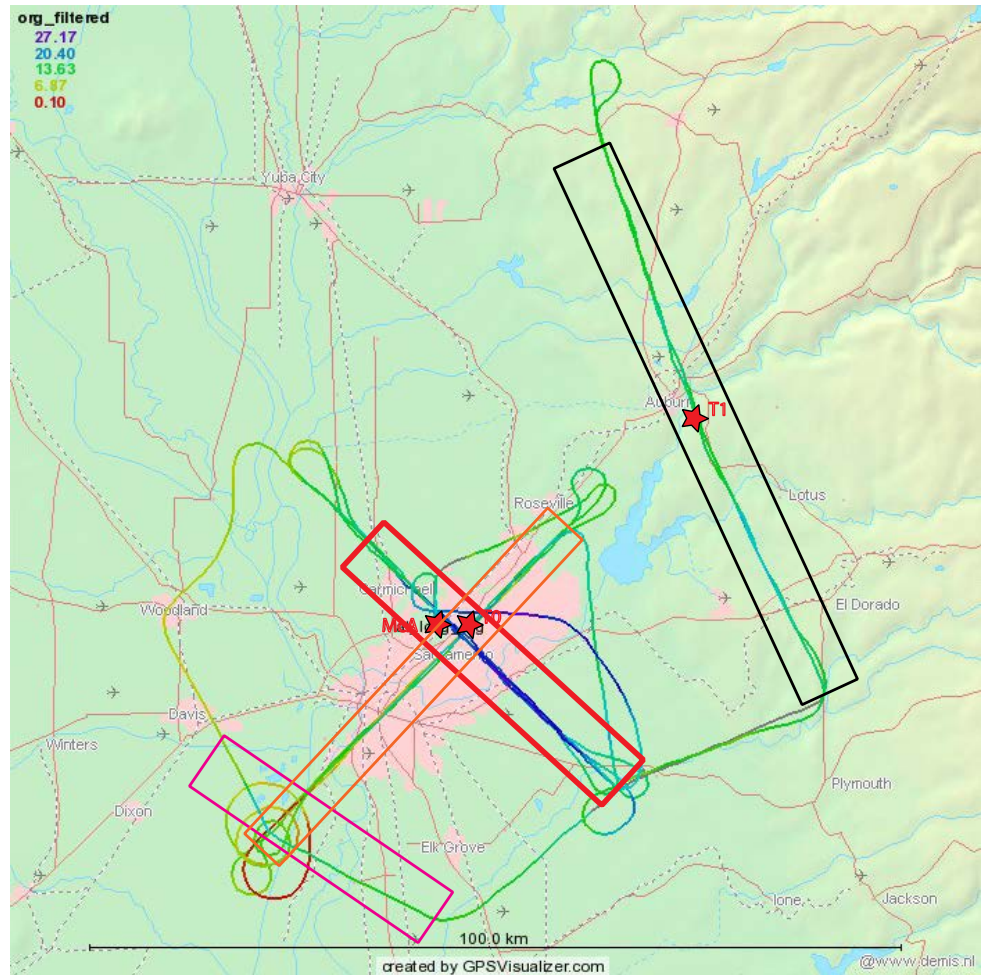 org_filtered
27.17
20.40
13.63
6.87
0.10
Yuba City
Auburn
T1
Lotus
Roseville
Carmichael
Woodland
El Dorado
T0
Sacramento
Davis
Winters
Plymouth
Dixon
Elk Grove
Ione
Jackson
100.0 km
created by GPSVisualizer.com
@www.demis.nl